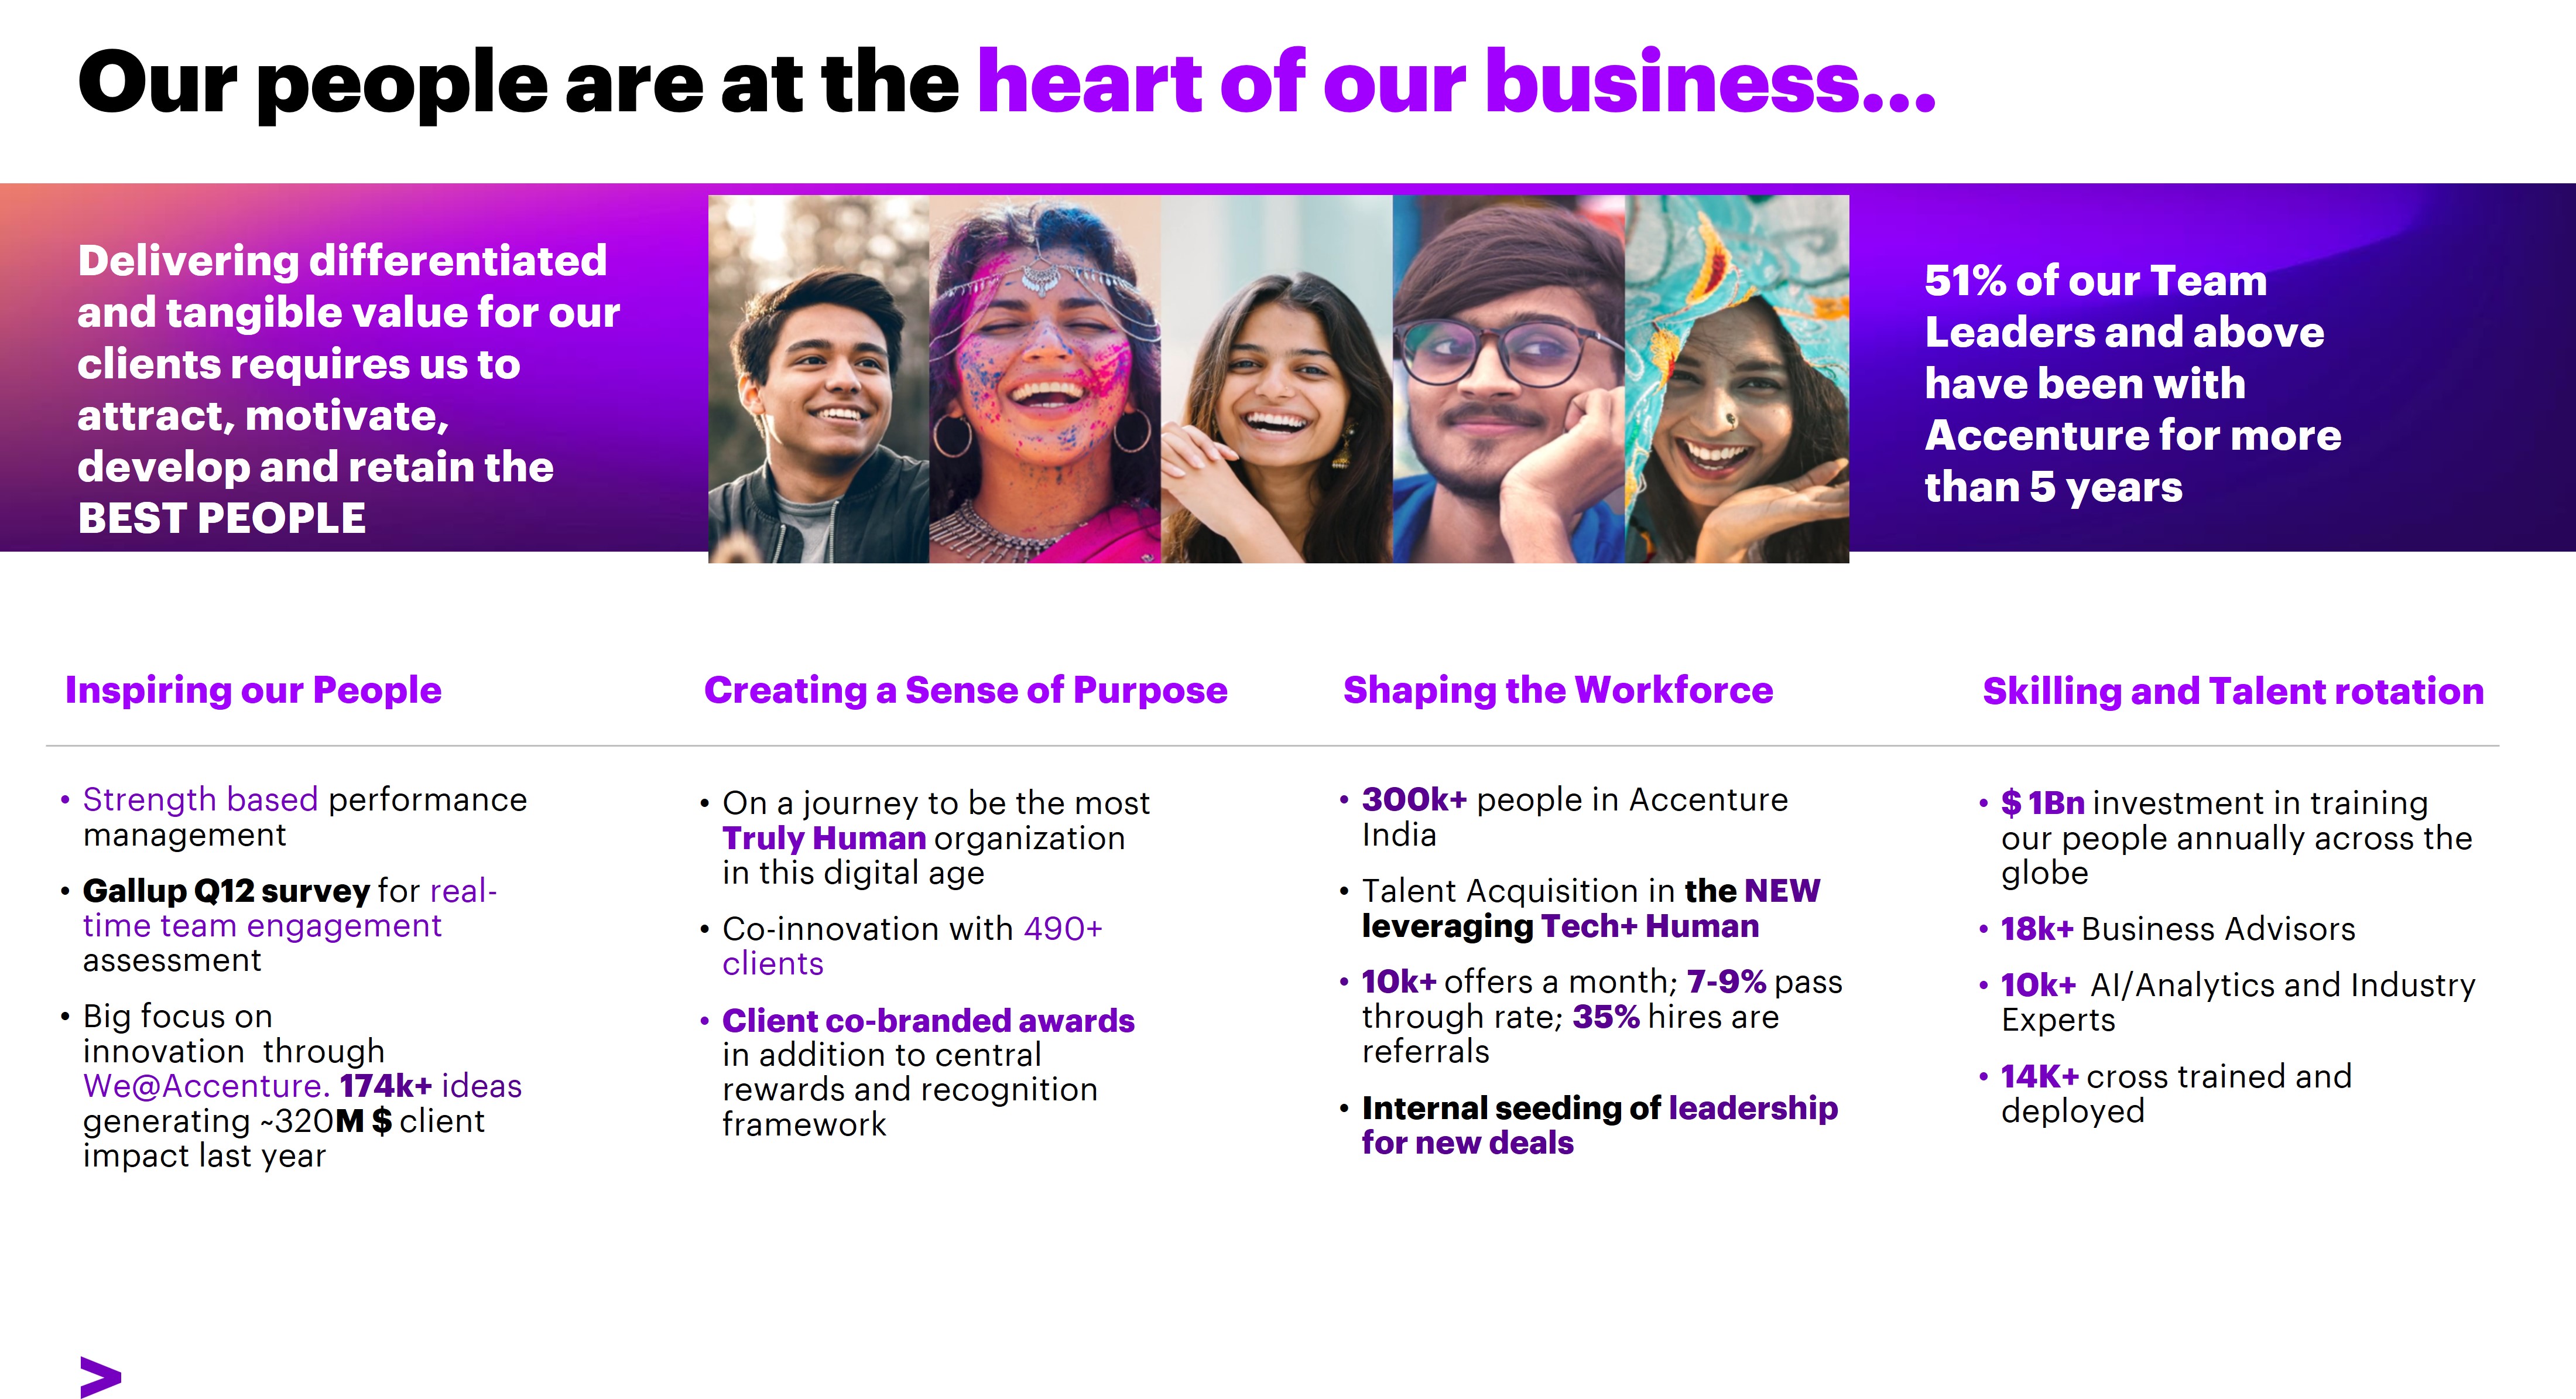 Our people are at the heart of our business...
Delivering differentiated
and tangible value for our
clients requires us to
attract, motivate,
develop and retain the
BEST PEOPLE
51% of our Team
Leaders and above
have been with
Accenture for more
than 5 years
Inspiring our People
• Strength based performance
management
• Gallup Q12 survey for real-
time team engagement
assessment
• Big focus on
innovation  through
We@Accenture. 174k+ ideas
generating ~320M $ client
impact last year
Creating a Sense of Purpose
• On a journey to be the most
Truly Human organization
in this digital age
• Co-innovation with 490+
clients
• Client co-branded awards
in addition to central
rewards and recognition
framework
Shaping the Workforce
• 300k+ people in Accenture
India
• Talent Acquisition in the NEW
leveraging Tech+ Human
• 10k+ offers a month; 7-9% pass
through rate; 35% hires are
referrals
• Internal seeding of leadership
for new deals
Skilling and Talent rotation
• $ 1Bn investment in training
our people annually across the
globe
• 18k+ Business Advisors
• 10k+  AI/Analytics and Industry
Experts
• 14K+ cross trained and
deployed
>